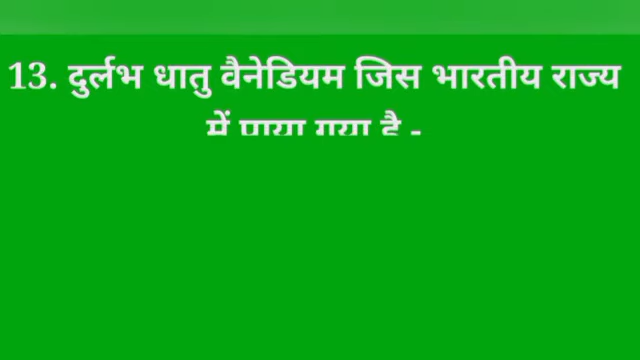 13. दुर्लभ धातु वैनेडियम जिस भारतीय राज्य
में पाया गया है -